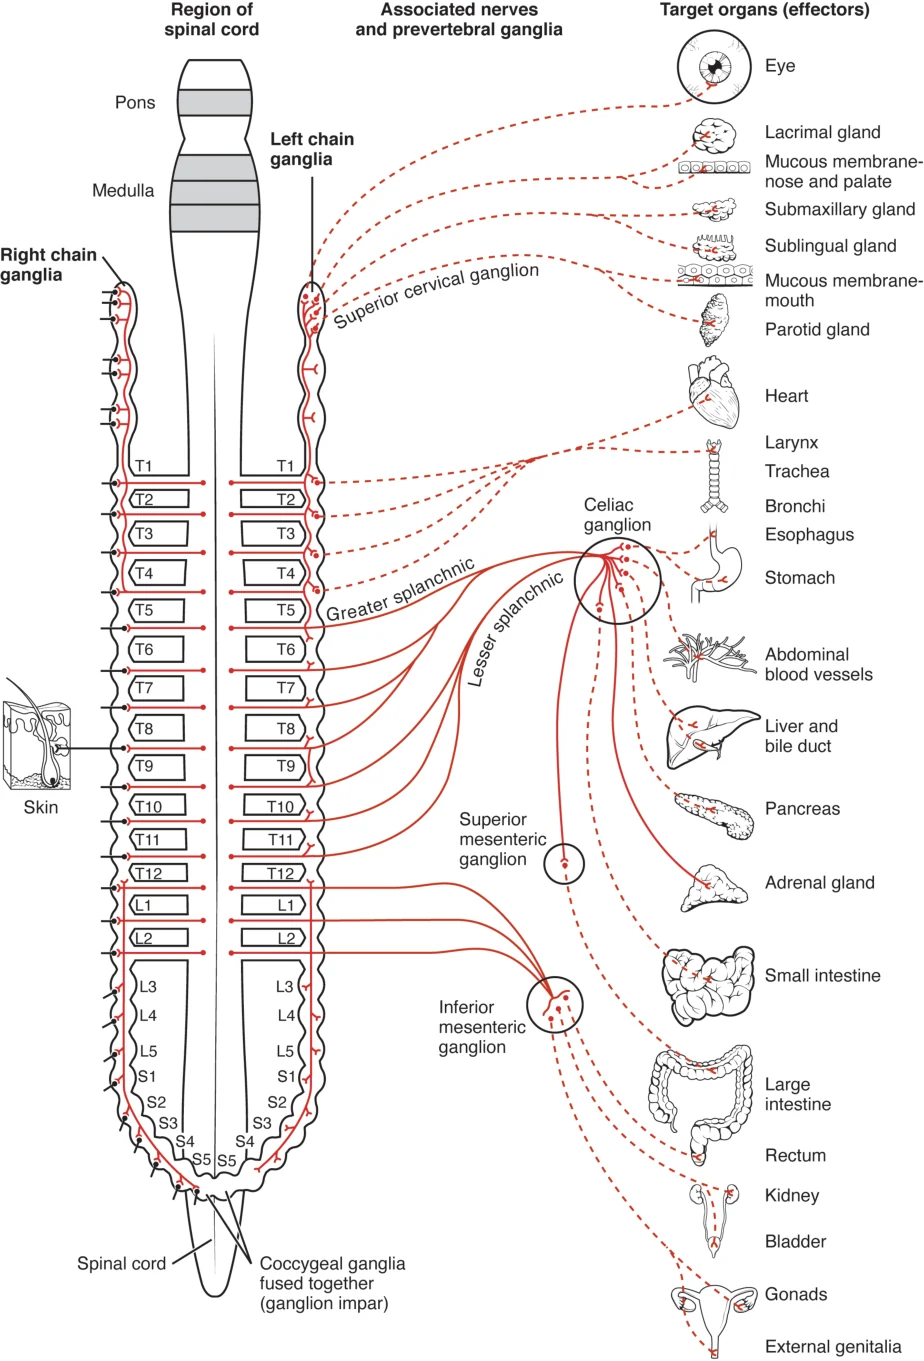 Region of
spinal cord
Associated nerves
and prevertebral ganglia
Target organs (effectors)
Pons
Medulla
Left chain
ganglia
Right chain
ganglia
Superior cervical ganglion
Eye
Lacrimal gland
Mucous membrane-
nose and palate
Submaxillary gland
Sublingual gland
Mucous membrane-
mouth
Parotid gland
Heart
Larynx
Trachea
Bronchi
Esophagus
Stomach
Abdominal
blood vessels
Liver and
bile duct
Pancreas
Adrenal gland
Small intestine
Large
intestine
Rectum
Kidney
Bladder
Gonads
External genitalia
Celiac
ganglion
Greater splanchnic
Lesser splanchnic
Superior
mesenteric
ganglion
Inferior
mesenteric
ganglion
T1 T1
T2 T2
T3 T3
T4 T4
T5 T5
T6 T6
T7 T7
T8 T8
T9 T9
T10 T10
T11 T11
T12 T12
L1 L1
L2 L2
L3 L3
L4 L4
L5 L5
S1 S1
S2 S2
S3 S3
S4 S4
S5 S5
Skin
Spinal cord
Coccygeal ganglia
fused together
(ganglion impar)